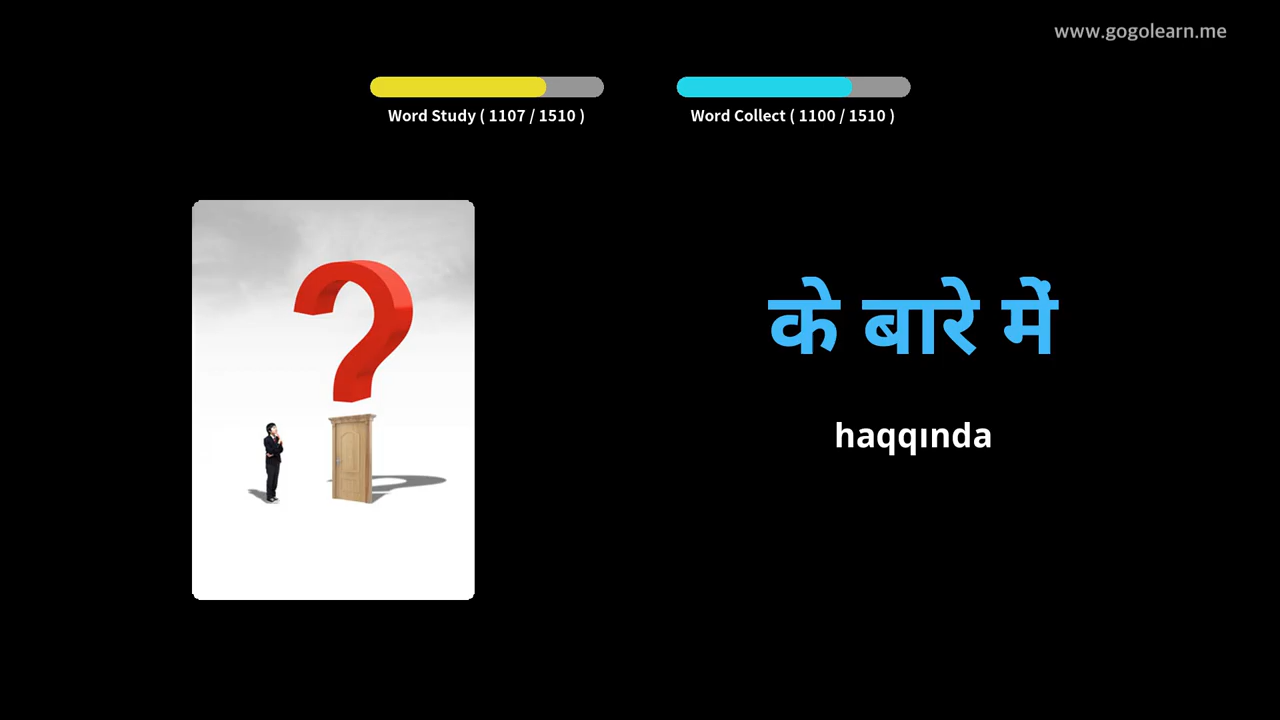 www.gogolearn.me
Word Study ( 1107 / 1510 )
Word Collect ( 1100 / 1510 )
के बारे में
haqqında